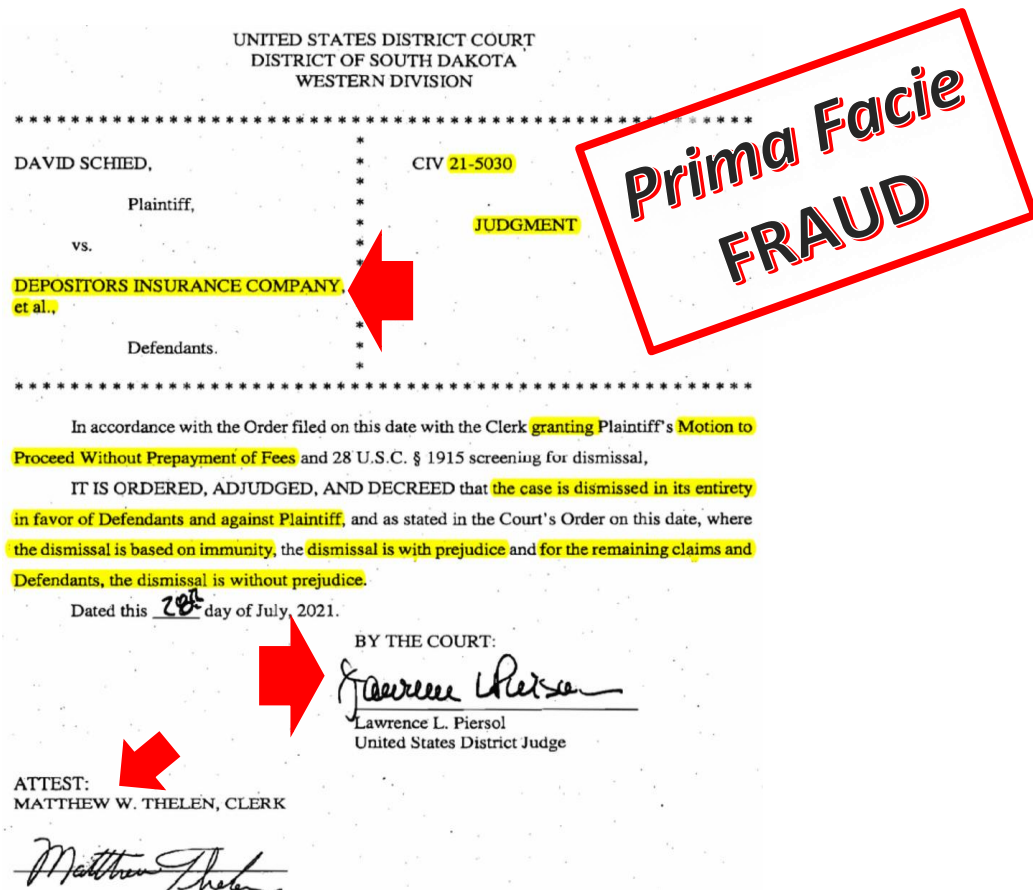 UNITED STATES DISTRICT COURT
DISTRICT OF SOUTH DAKOTA
WESTERN DIVISION
* * * * * * * * * * * * * * * * * * * * * * * * * * * * * * * * * * * * * * * * * * * * * * * * * * * * *
DAVID SCHIED,
Plaintiff,
vs.
DEPOSITORS INSURANCE COMPANY,
et al.,
Defendants.
CIV 21-5030
JUDGMENT
Prima Facie
FRAUD
* * * * * * * * * * * * * * * * * * * * * * * * * * * * * * * * * * * * * * * * * * * * * * * * * * * * *
In accordance with the Order filed on this date with the Clerk granting Plaintiff's Motion to
Proceed Without Prepayment of Fees and 28 U.S.C. § 1915 screening for dismissal,
IT IS ORDERED, ADJUDGED, AND DECREED that the case is dismissed in its entirety
in favor of Defendants and against Plaintiff, and as stated in the Court's Order on this date, where
the dismissal is based on immunity, the dismissal is with prejudice and for the remaining claims and
Defendants, the dismissal is without prejudice.
Dated this 28th day of July, 2021.
BY THE COURT:
Lawrence L. Piersol
Lawrence L. Piersol
United States District Judge
ATTEST:
MATTHEW W. THELEN, CLERK
Matthew Thelen